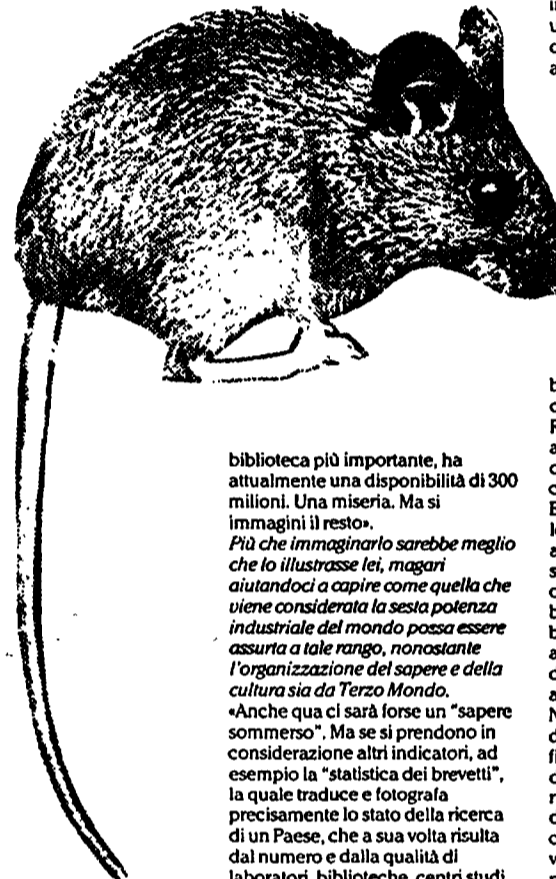 biblioteca più importante, ha
attualmente una disponibilità di 300
milioni. Una miseria. Ma si
immagini il resto».
Più che immaginarlo sarebbe meglio
che lo illustrasse lei, magari
aiutandoci a capire come quella che
viene considerata la sesta potenza
industriale del mondo possa essere
assurta a tale rango, nonostante
l'organizzazione del sapere e della
cultura sia da Terzo Mondo.
«Anche qua ci sarà forse un "sapere
sommerso". Ma se si prendono in
considerazione altri indicatori, ad
esempio la "statistica dei brevetti",
la quale traduce e fotografa
precisamente lo stato della ricerca
di un Paese, che a sua volta risulta
dal numero e dalla qualità di
laboratori, biblioteche, centri studi